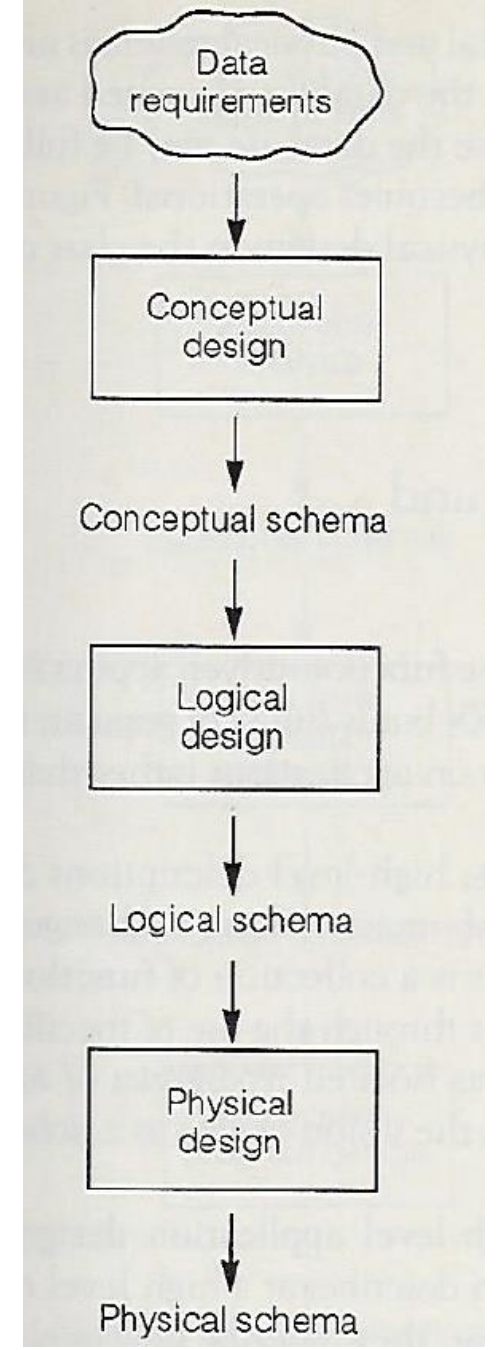 Data
requirements
Conceptual
design
Conceptual schema
Logical
design
Logical schema
Physical
design
Physical schema